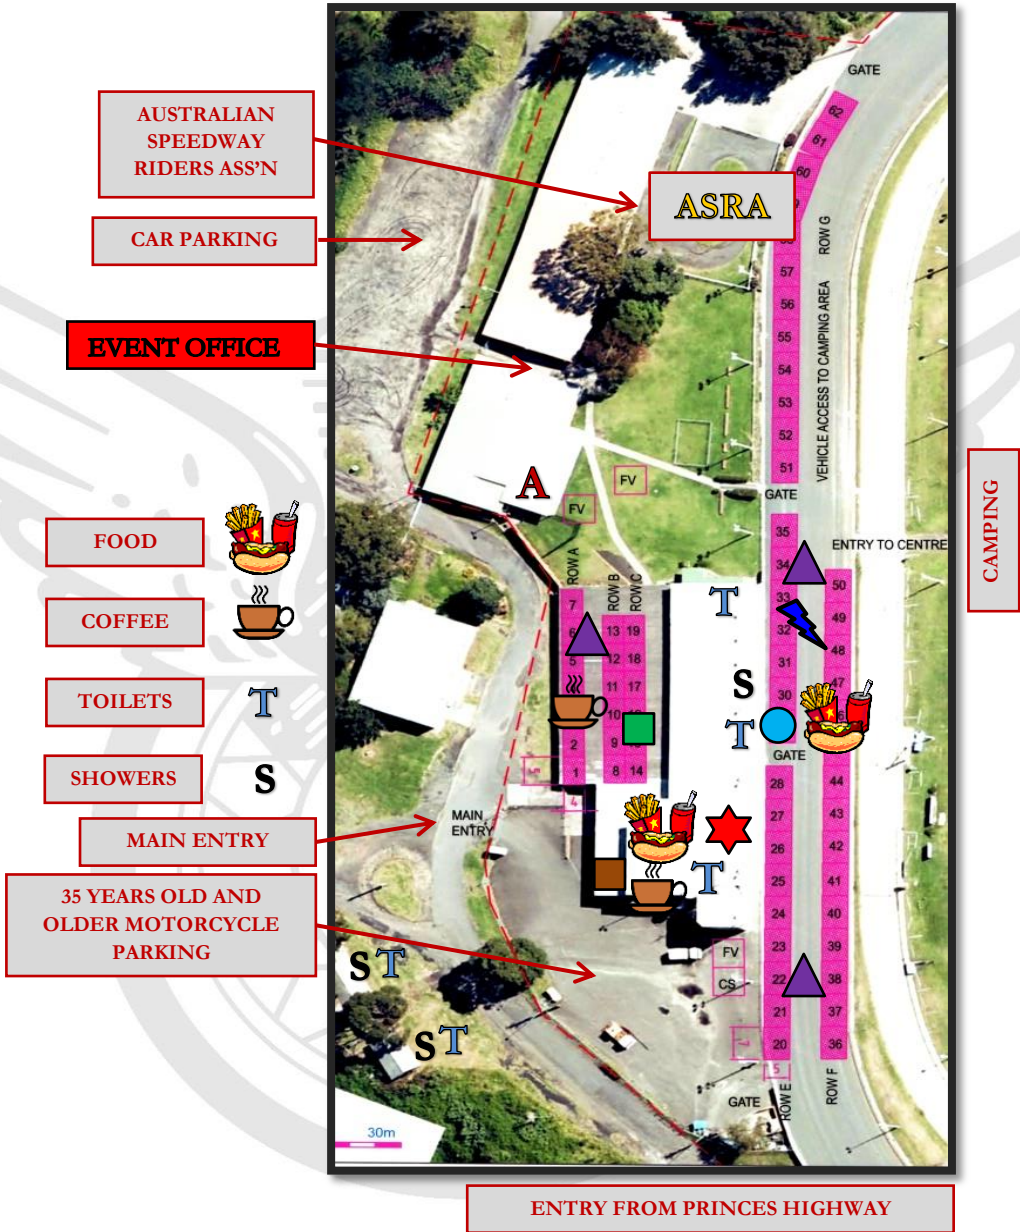 AUSTRALIAN
SPEEDWAY
RIDERS ASS'N
CAR PARKING
EVENT OFFICE
FOOD
COFFEE
TOILETS
T
SHOWERS
S
MAIN ENTRY
35 YEARS OLD AND
OLDER MOTORCYCLE
PARKING
GATE
62
61
60
ASRA
ROW G
57
56
55
54
53
52
51
VEHICLE ACCESS TO CAMPING AREA
GATE
A
FV
FV
CAMPING
35
34
33
32
31
30
ENTRY TO CENTRE
50
49
48
47
ROW A
ROW B
ROW C
7
6
5
2
1
13
12
11
10
9
8
19
18
17
14
T
S
T
GATE
4
MAIN
ENTRY
T
28
27
26
25
24
23
22
21
20
44
43
42
41
40
39
38
37
36
FV
CS
S T
S T
5
ROW E
ROW F
GATE
30m
ENTRY FROM PRINCES HIGHWAY